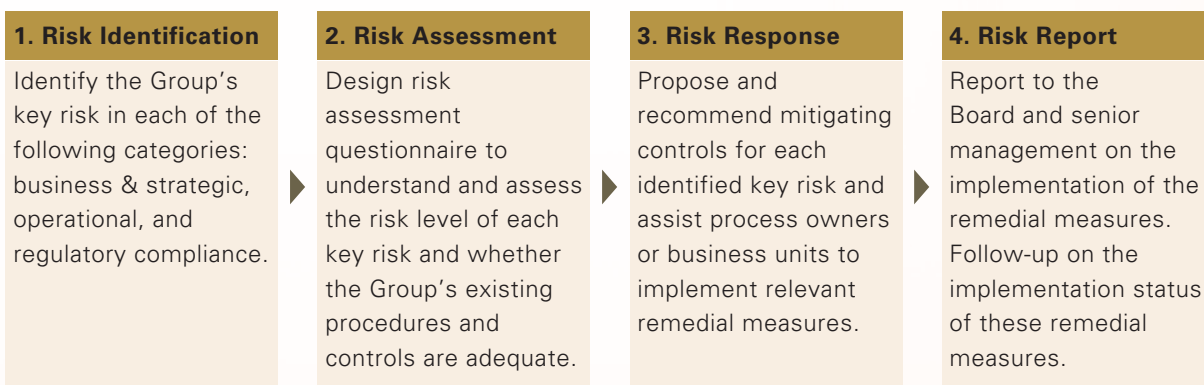 1. Risk Identification
Identify the Group's
key risk in each of the
following categories:
business & strategic,
operational, and
regulatory compliance.
2. Risk Assessment
Design risk
assessment
questionnaire to
understand and assess
the risk level of each
key risk and whether
the Group's existing
procedures and
controls are adequate.
3. Risk Response
Propose and
recommend mitigating
controls for each
identified key risk and
assist process owners
or business units to
implement relevant
remedial measures.
4. Risk Report
Report to the
Board and senior
management on the
implementation of the
remedial measures.
Follow-up on the
implementation status
of these remedial
measures.